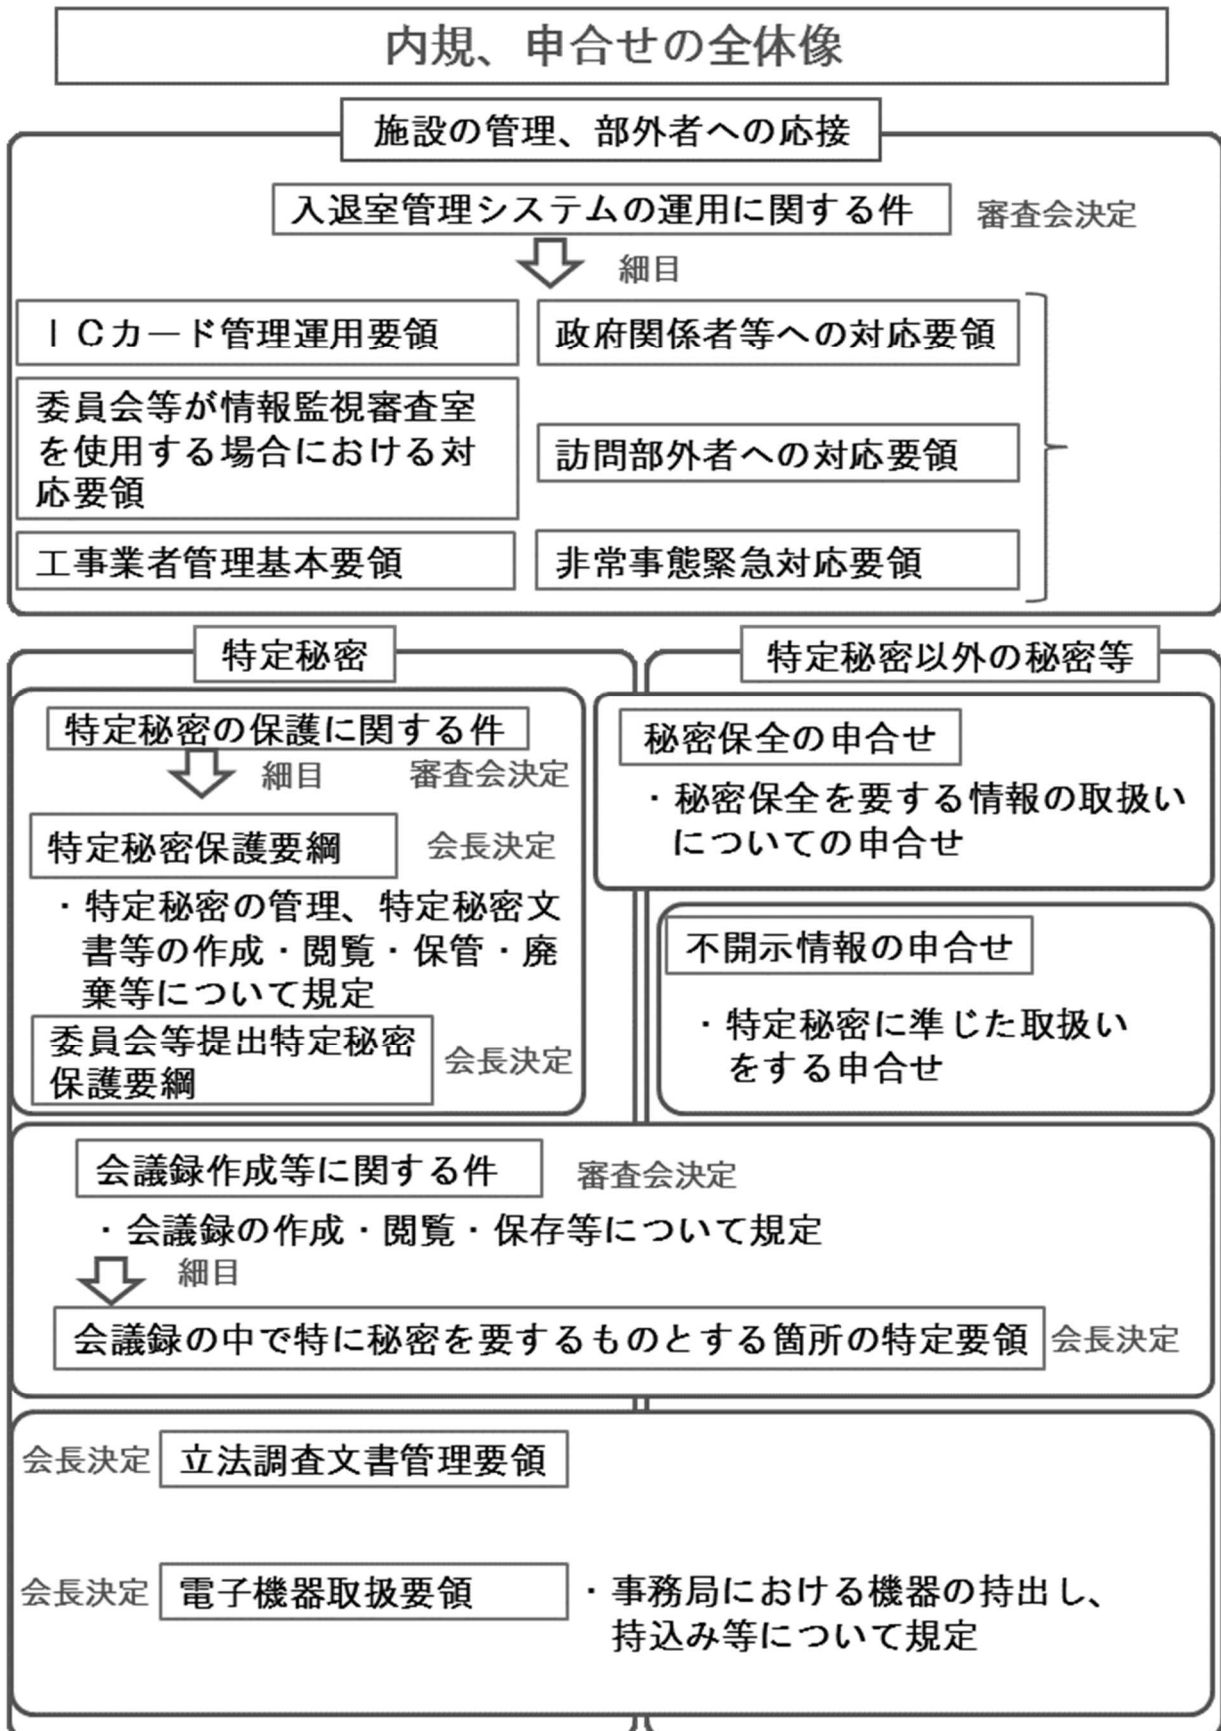 内規、申合せの全体像
施設の管理、部外者への応接
入退室管理システムの運用に関する件
審査会決定
細目
ＩＣカード管理運用要領
政府関係者等への対応要領
委員会等が情報監視審査室
を使用する場合における対
応要領
訪問部外者への対応要領
工事業者管理基本要領
非常事態緊急対応要領
特定秘密
特定秘密の保護に関する件
細目
審査会決定
特定秘密保護要綱
会長決定
・特定秘密の管理、特定秘密文
書等の作成・閲覧・保管・廃
棄等について規定
委員会等提出特定秘密
保護要綱
会長決定
特定秘密以外の秘密等
秘密保全の申合せ
・秘密保全を要する情報の取扱い
についての申合せ
不開示情報の申合せ
・特定秘密に準じた取扱い
をする申合せ
会議録作成等に関する件
審査会決定
・会議録の作成・閲覧・保存等について規定
細目
会議録の中で特に秘密を要するものとする箇所の特定要領
会長決定
会長決定
立法調査文書管理要領
会長決定
電子機器取扱要領
・事務局における機器の持出し、
持込み等について規定